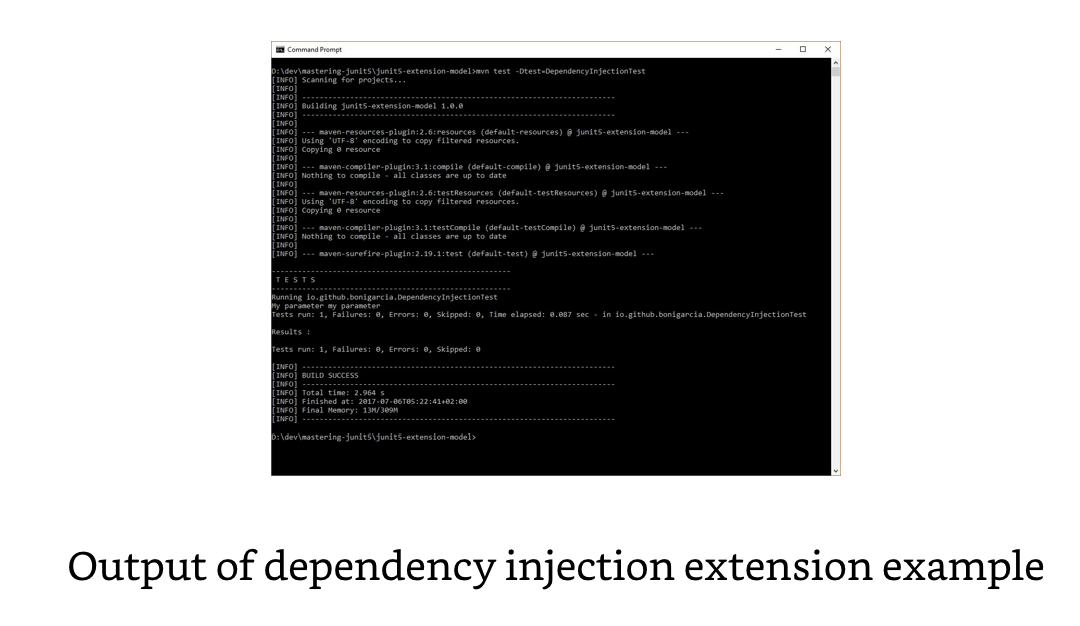 Command Prompt
D:\dev\mastering-junit5\junit5-extension-model>mvn test -Dtest=DependencyInjectionTest
[INFO] Scanning for projects...
[INFO]
[INFO] ------------------------------------------------------------------------
[INFO] Building junit5-extension-model 1.0.0
[INFO] ------------------------------------------------------------------------
[INFO]
[INFO] --- maven-resources-plugin:2.6:resources (default-resources) @ junit5-extension-model ---
[INFO] Using 'UTF-8' encoding to copy filtered resources.
[INFO] Copying 0 resource
[INFO]
[INFO] --- maven-compiler-plugin:3.1:compile (default-compile) @ junit5-extension-model ---
[INFO] Nothing to compile - all classes are up to date
[INFO]
[INFO] --- maven-resources-plugin:2.6:testResources (default-testResources) @ junit5-extension-model ---
[INFO] Using 'UTF-8' encoding to copy filtered resources.
[INFO] Copying 0 resource
[INFO]
[INFO] --- maven-compiler-plugin:3.1:testCompile (default-testCompile) @ junit5-extension-model ---
[INFO] Nothing to compile - all classes are up to date
[INFO]
[INFO] --- maven-surefire-plugin:2.19.1:test (default-test) @ junit5-extension-model ---
-------------------------------------------------------
T E S T S
-------------------------------------------------------
Running io.github.bonigarcia.DependencyInjectionTest
My parameter my parameter
Tests run: 1, Failures: 0, Errors: 0, Skipped: 0, Time elapsed: 0.087 sec - in io.github.bonigarcia.DependencyInjectionTest
Results :
Tests run: 1, Failures: 0, Errors: 0, Skipped: 0
[INFO] ------------------------------------------------------------------------
[INFO] BUILD SUCCESS
[INFO] ------------------------------------------------------------------------
[INFO] Total time: 2.964 s
[INFO] Finished at: 2017-07-06T05:22:41+02:00
[INFO] Final Memory: 13M/309M
[INFO] ------------------------------------------------------------------------
D:\dev\mastering-junit5\junit5-extension-model>
Output of dependency injection extension example